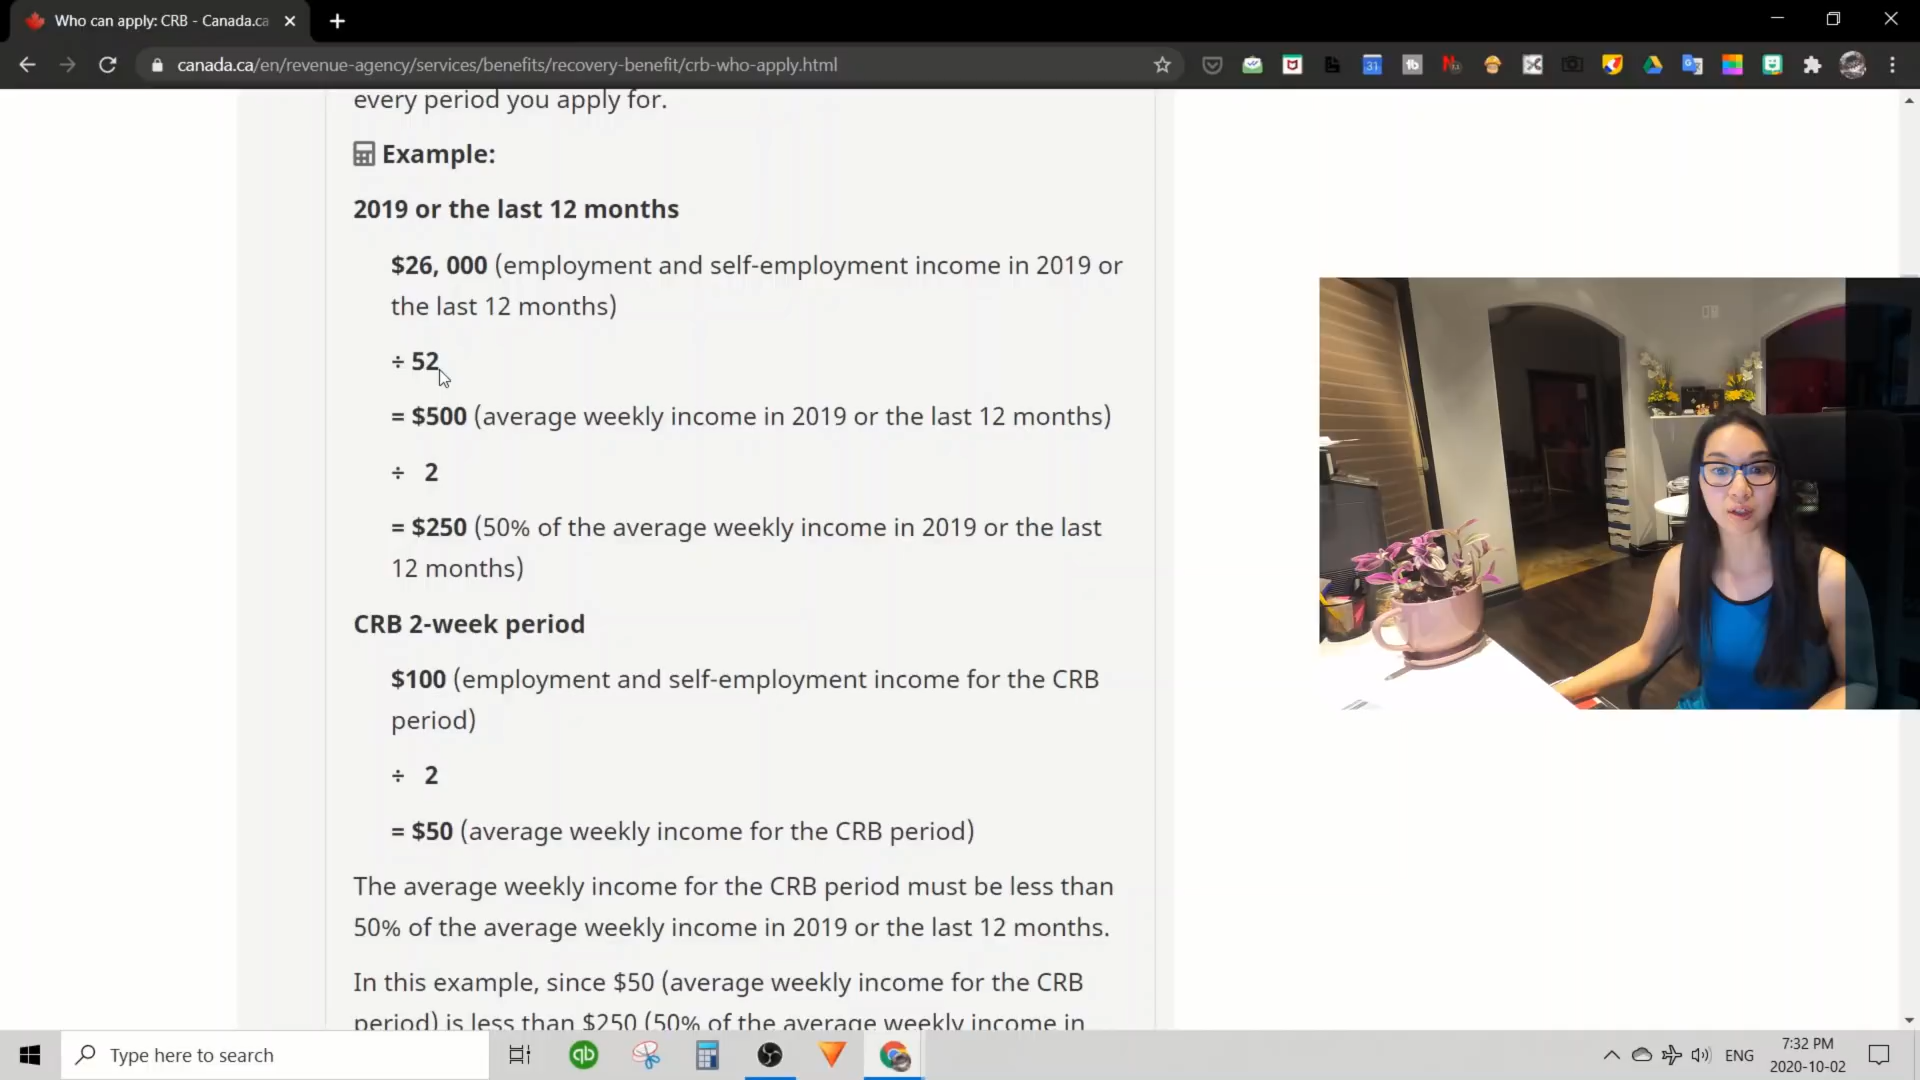 Who can apply: CRB - Canada.ca
canada.ca/en/revenue-agency/services/benefits/recovery-benefit/crb-who-apply.html
31
every period you apply for.
Example:
2019 or the last 12 months
$26, 000 (employment and self-employment income in 2019 or
the last 12 months)
÷ 52
= $500 (average weekly income in 2019 or the last 12 months)
÷ 2
= $250 (50% of the average weekly income in 2019 or the last
12 months)
CRB 2-week period
$100 (employment and self-employment income for the CRB
period)
÷ 2
= $50 (average weekly income for the CRB period)
The average weekly income for the CRB period must be less than
50% of the average weekly income in 2019 or the last 12 months.
In this example, since $50 (average weekly income for the CRB
period) is less than $250 (50% of the average weekly income in
Type here to search
qb
ENG
7:32 PM
2020-10-02